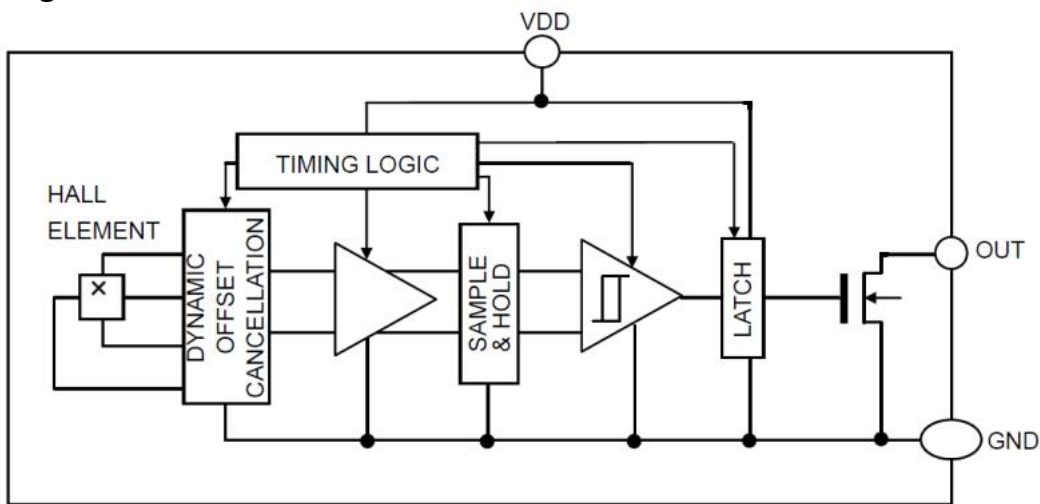 VDD
TIMING LOGIC
HALL
ELEMENT
DYNAMIC
OFFSET
CANCELLATION
SAMPLE
& HOLD
LATCH
OUT
GND